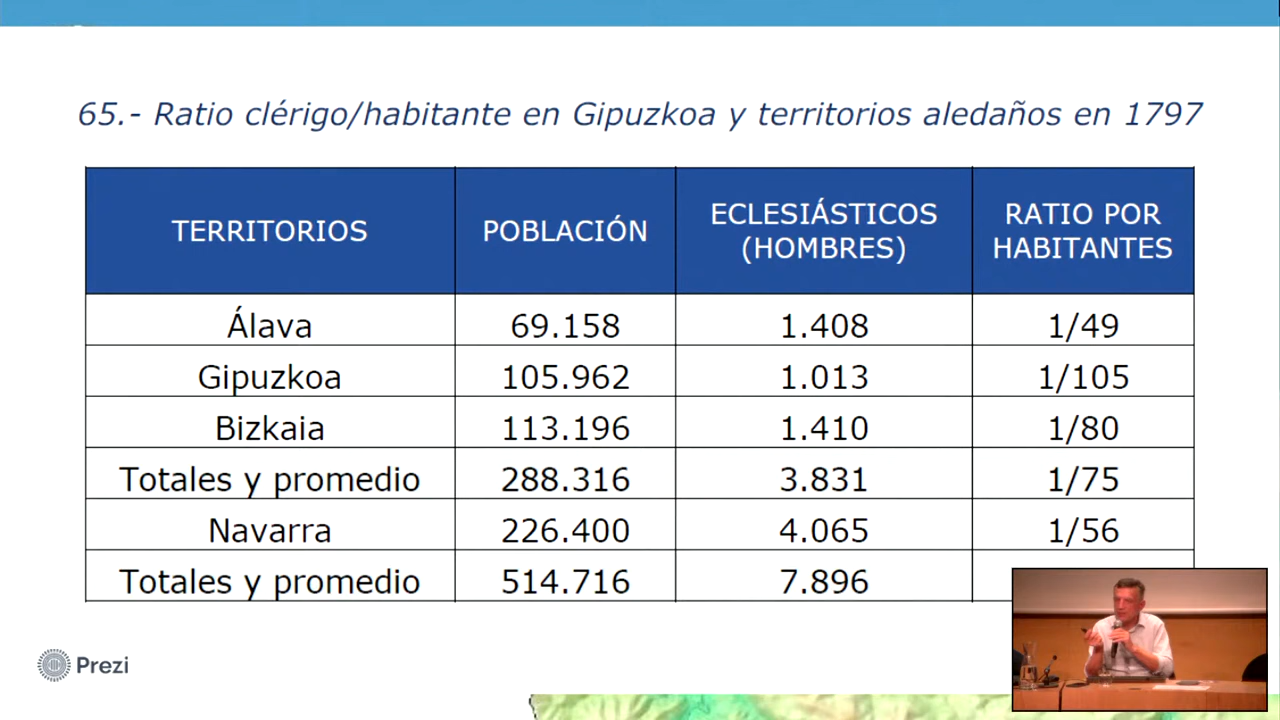 65.- Ratio clérigo/habitante en Gipuzkoa y territorios aledaños en 1797
TERRITORIOS POBLACIÓN ECLESIÁSTICOS (HOMBRES) RATIO POR HABITANTES
Álava 69.158 1.408 1/49
Gipuzkoa 105.962 1.013 1/105
Bizkaia 113.196 1.410 1/80
Totales y promedio 288.316 3.831 1/75
Navarra 226.400 4.065 1/56
Totales y promedio 514.716 7.896
Prezi